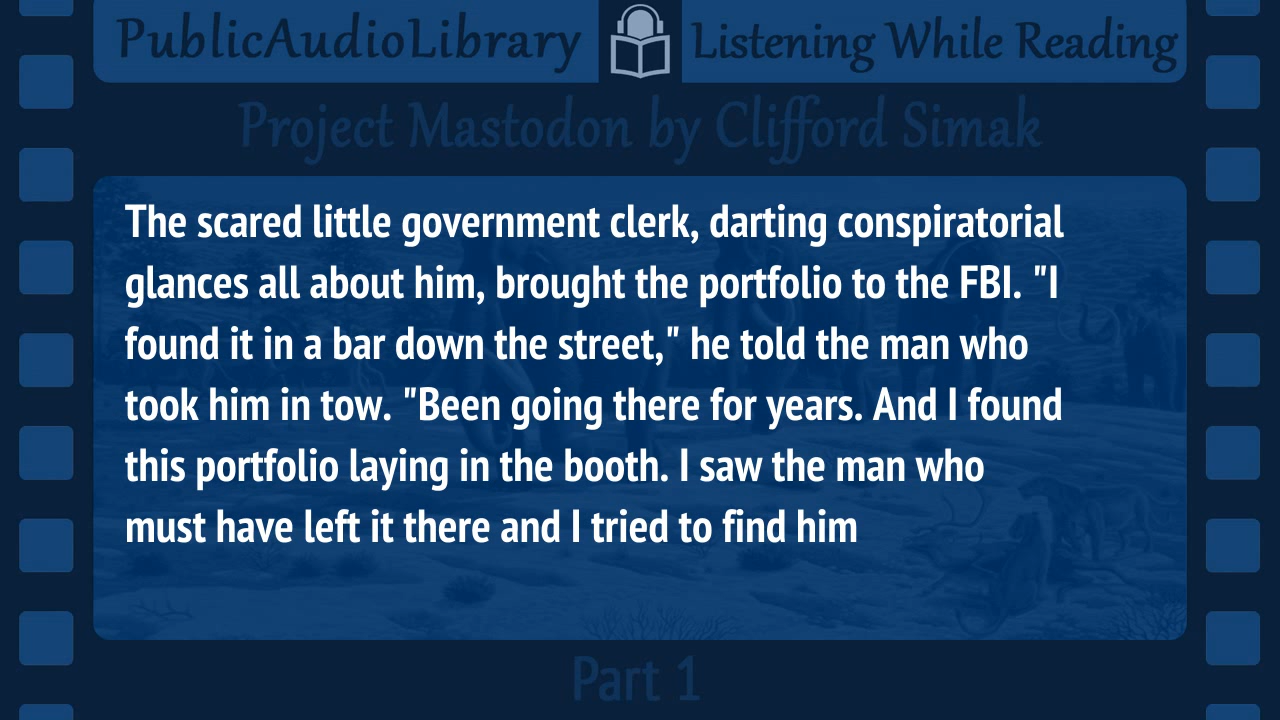 PublicAudioLibrary
Listening While Reading
Project Mastodon by Clifford Simak
The scared little government clerk, darting conspiratorial
glances all about him, brought the portfolio to the FBI. "I
found it in a bar down the street," he told the man who
took him in tow. "Been going there for years. And I found
this portfolio laying in the booth. I saw the man who
must have left it there and I tried to find him
Part 1